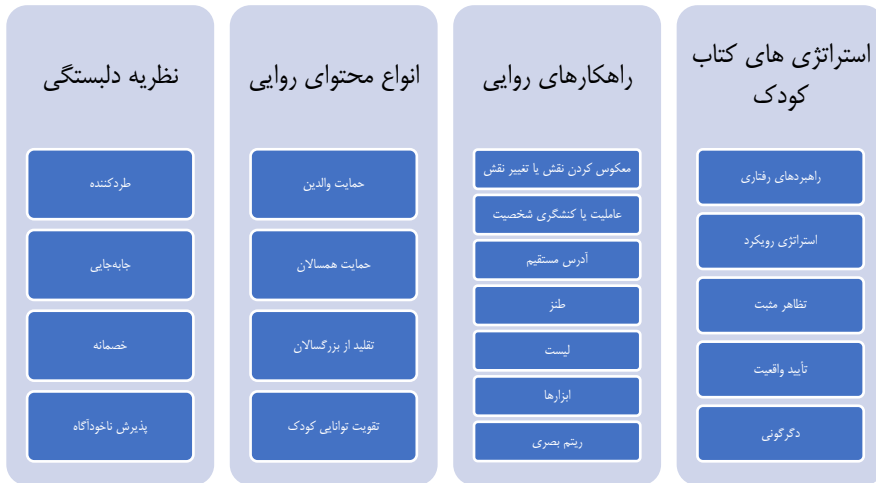 استراتژی های کتاب
کودک
راهبردهای رفتاری
استراتژی رویکرد
تظاهر مثبت
تأیید واقعیت
دگرگونی
راهکارهای روایی
معکوس کردن نقش یا تغییر نقش
عاملیت یا کنشگری شخصیت
آدرس مستقیم
طنز
لیست
ابزارها
ریتم بصری
انواع محتوای روایی
حمایت والدین
حمایت همسالان
تقلید از بزرگسالان
تقویت توانایی کودک
نظریه دلبستگی
طردکننده
جابه‌جایی
خصمانه
پذیرش ناخودآگاه